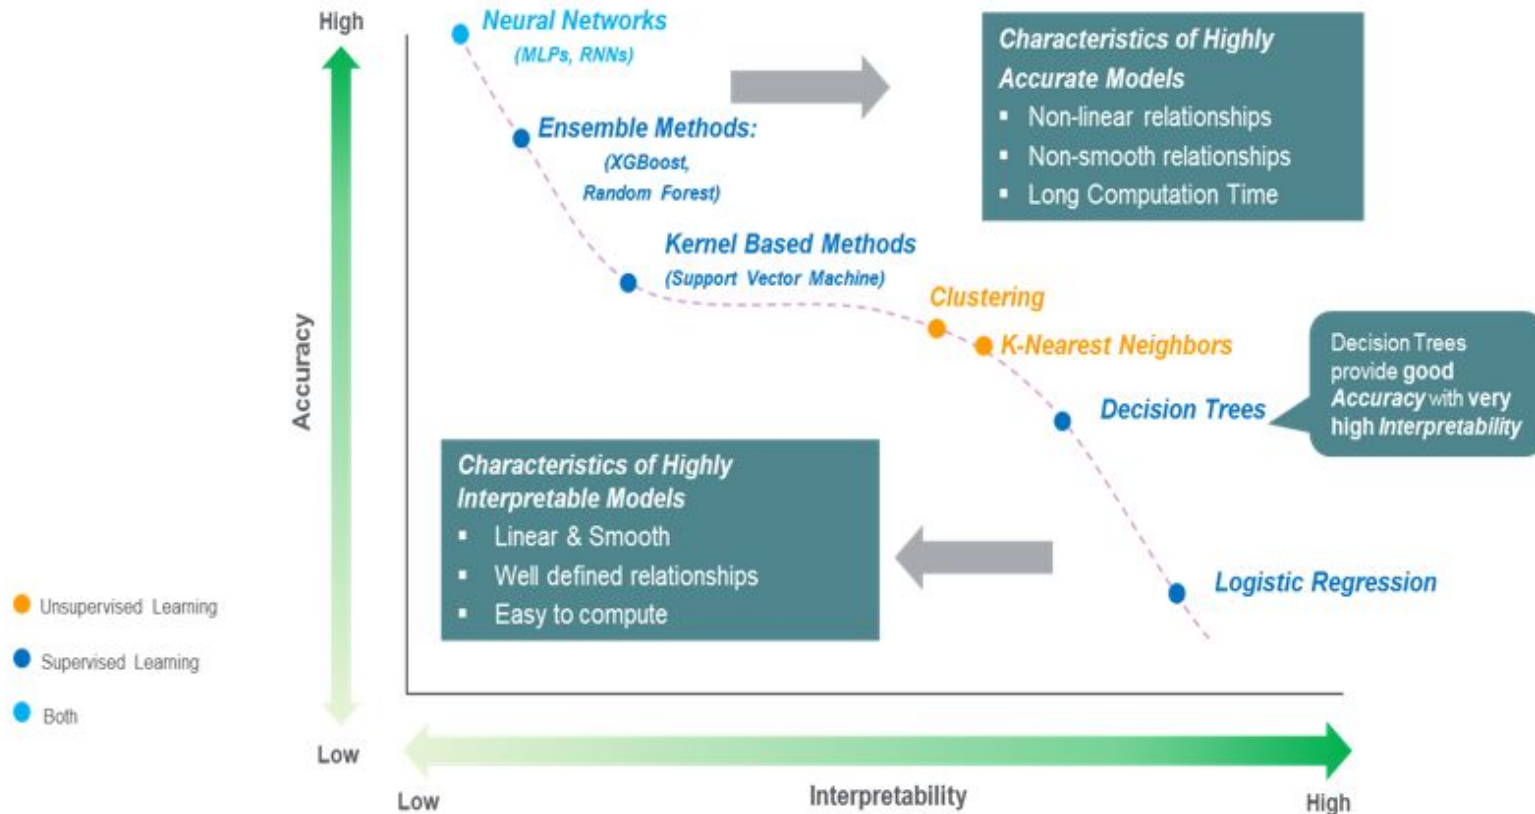 High
Neural Networks
(MLPs, RNNs)
Ensemble Methods:
(XGBoost,
Random Forest)
Kernel Based Methods
(Support Vector Machine)
Characteristics of Highly
Accurate Models
▪ Non-linear relationships
▪ Non-smooth relationships
▪ Long Computation Time
Clustering
K-Nearest Neighbors
Decision Trees
Decision Trees
provide good
Accuracy with very
high Interpretability
Accuracy
Characteristics of Highly
Interpretable Models
▪ Linear & Smooth
▪ Well defined relationships
▪ Easy to compute
Logistic Regression
Unsupervised Learning
Supervised Learning
Both
Low
Low
Interpretability
High